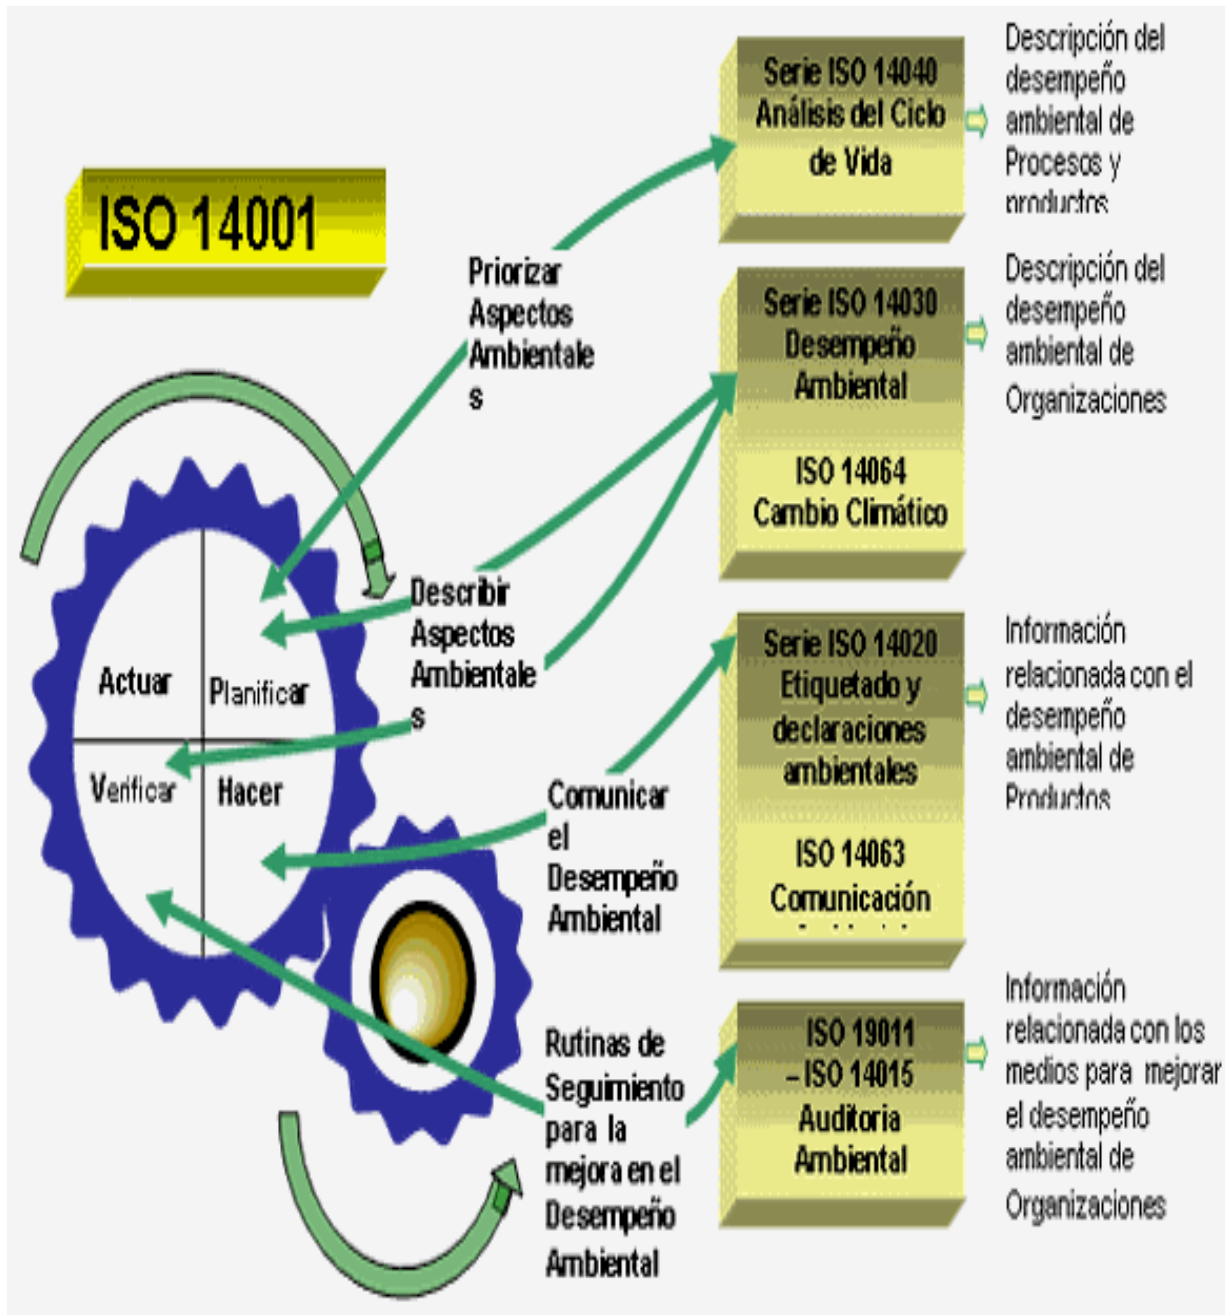 ISO 14001
Serie ISO 14040
Análisis del Ciclo
de Vida
Descripción del
desempeño
ambiental de
Procesos y
productos
Priorizar
Aspectos
Ambientale
s
Serie ISO 14030
Desempeño
Ambiental
ISO 14064
Cambio Climático
Descripción del
desempeño
ambiental de
Organizaciones
Describir
Aspectos
Ambientale
s
Actuar
Planificar
Verificar
Hacer
Serie ISO 14020
Etiquetado y
declaraciones
ambientales
ISO 14063
Comunicación
Información
relacionada con el
desempeño
ambiental de
Productos
Comunicar
el
Desempeño
Ambiental
Rutinas de
Seguimiento
para la
mejora en el
Desempeño
Ambiental
ISO 19011
– ISO 14015
Auditoria
Ambiental
Información
relacionada con los
medios para mejorar
el desempeño
ambiental de
Organizaciones